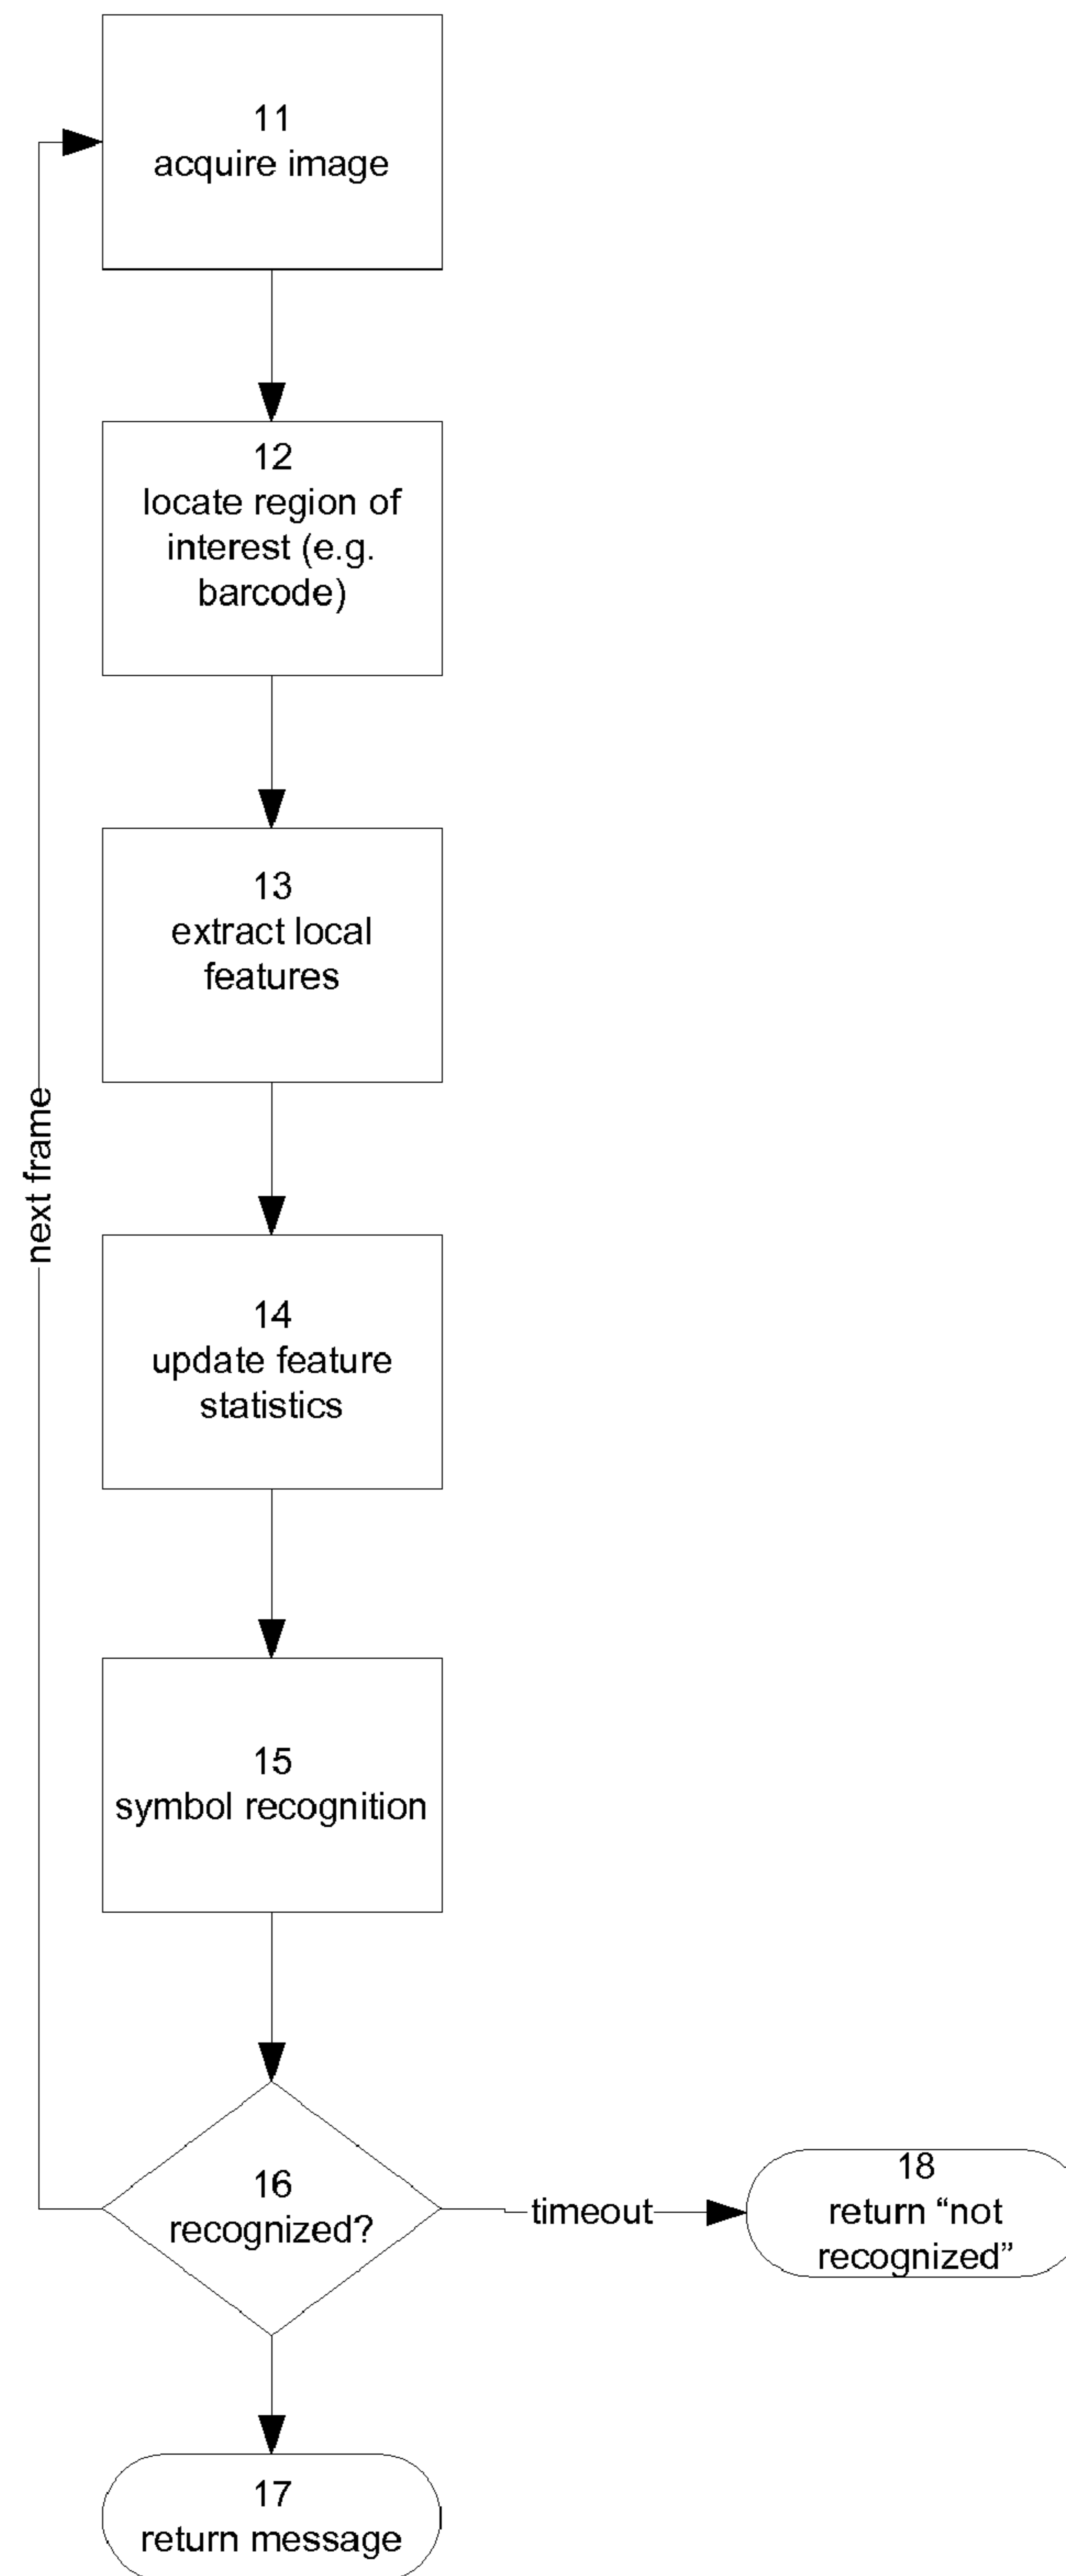 11
acquire image
12
locate region of
interest (e.g.
barcode)
13
extract local
features
next frame
14
update feature
statistics
15
symbol recognition
16
recognized?
timeout
18
return “not
recognized”
17
return message